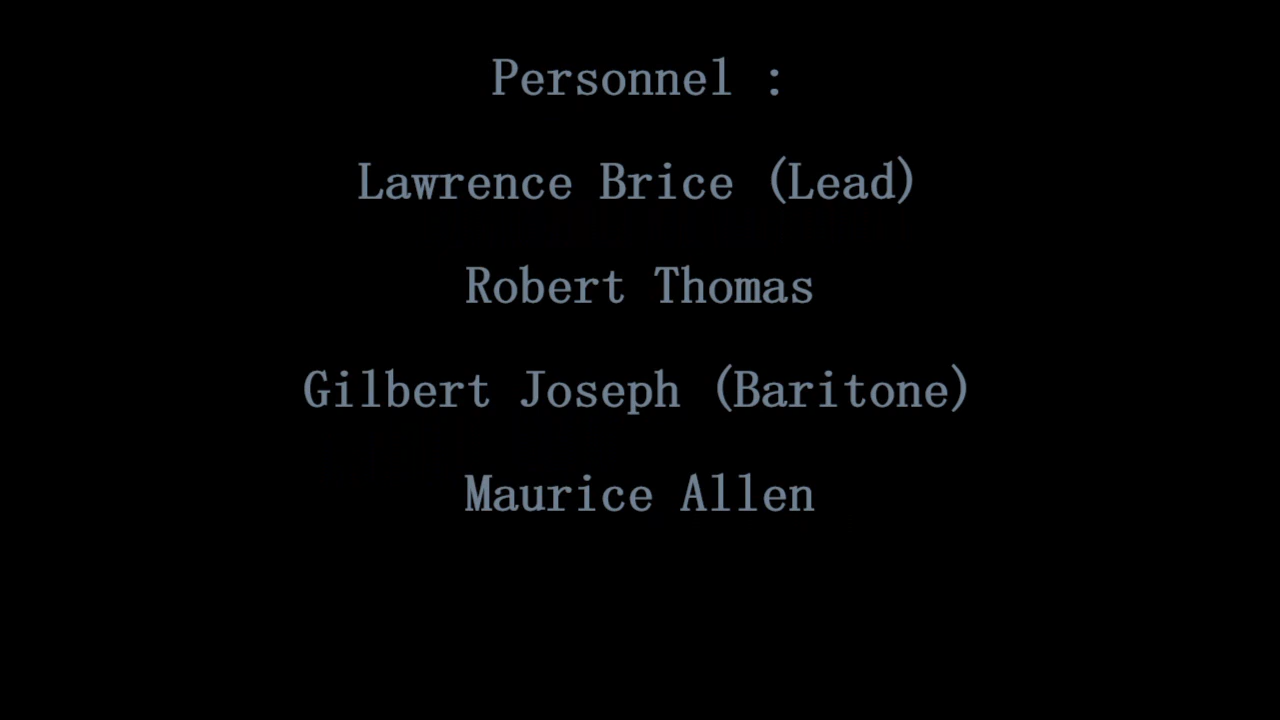 Personnel :
Lawrence Brice (Lead)
Robert Thomas
Gilbert Joseph (Baritone)
Maurice Allen